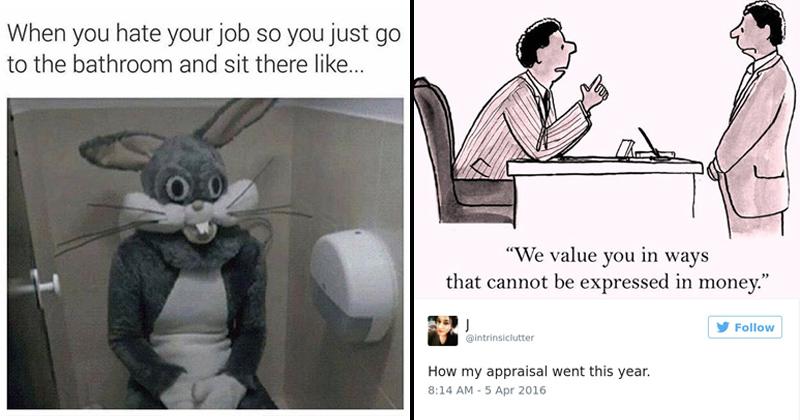 When you hate your job so you just go
to the bathroom and sit there like...
“We value you in ways
that cannot be expressed in money.”
J
@intrinsiclutter
Follow
How my appraisal went this year.
8:14 AM - 5 Apr 2016